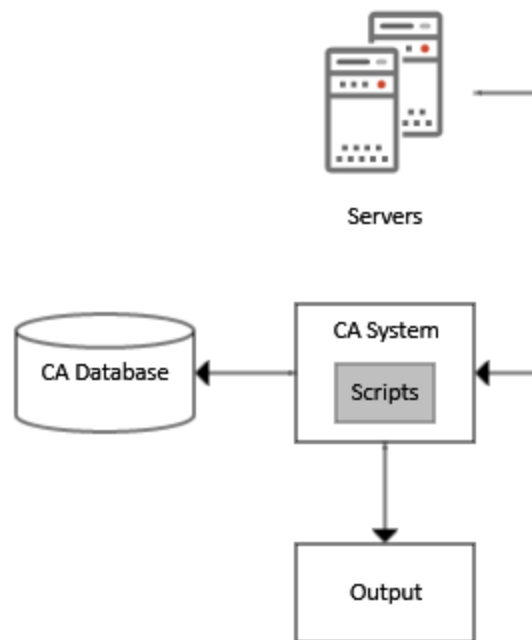 Servers
CA System
CA Database
Scripts
Output